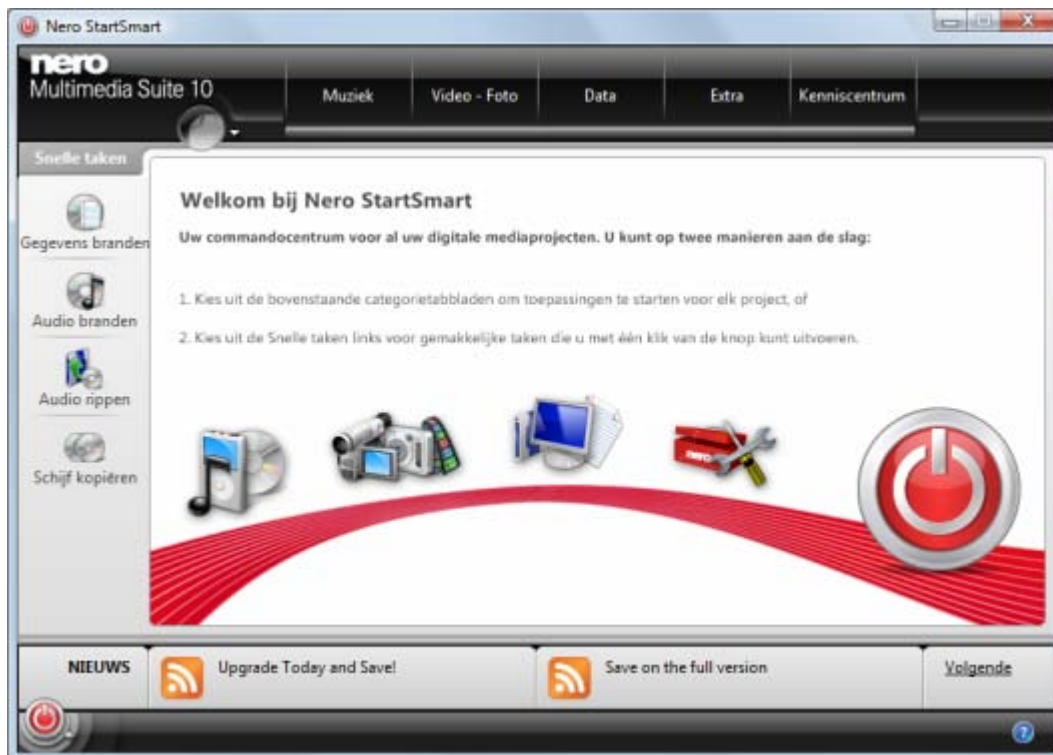 Nero StartSmart
nero
Multimedia Suite 10
Muziek
Video - Foto
Data
Extra
Kenniscentrum
Snelle taken
Gegevens branden
Audio branden
Audio rippen
Schijf kopiëren
Welkom bij Nero StartSmart
Uw commandocentrum voor al uw digitale mediaprojecten. U kunt op twee manieren aan de slag:
1. Kies uit de bovenstaande categorietabbladen om toepassingen te starten voor elk project, of
2. Kies uit de Snelle taken links voor gemakkelijke taken die u met één klik van de knop kunt uitvoeren.
nero
NIEUWS
Upgrade Today and Save!
Save on the full version
Volgende